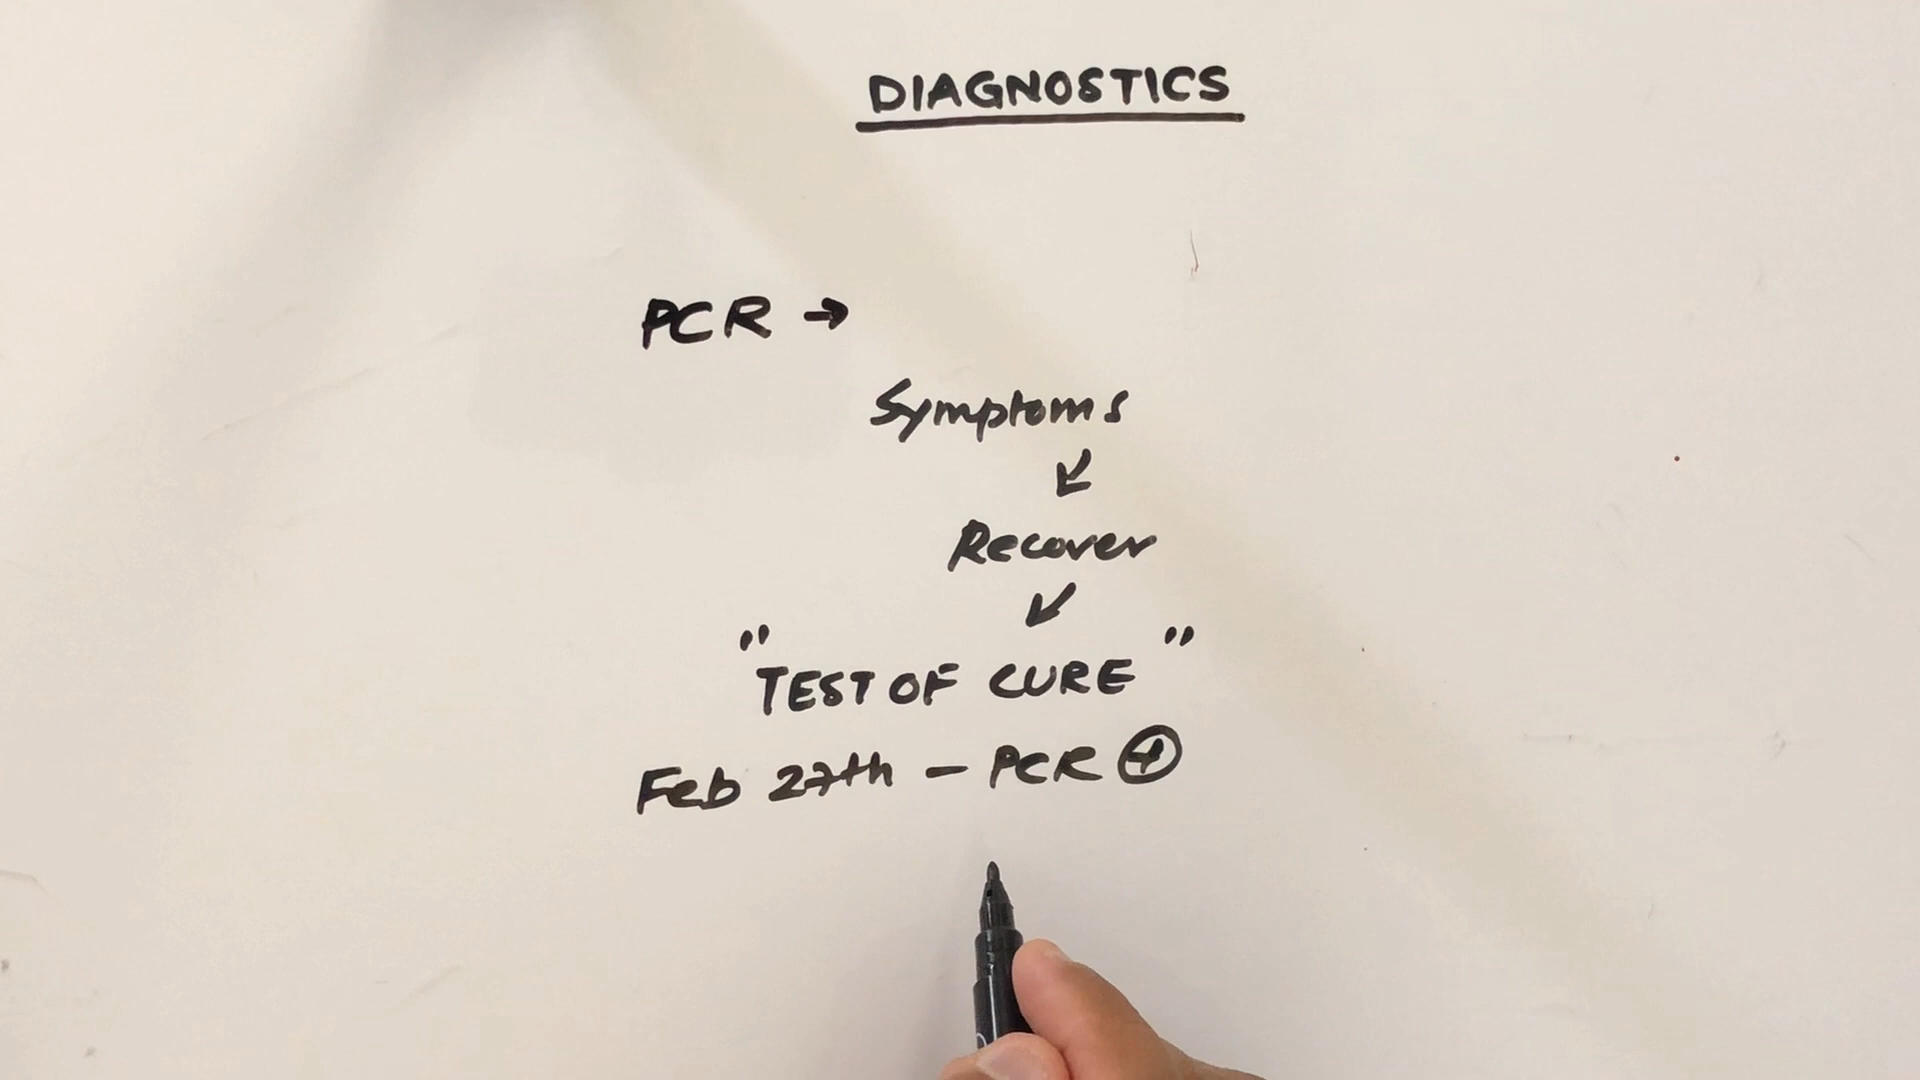 DIAGNOSTICS
PCR →
Symptoms
↙
Recover
↙
"TEST OF CURE"
Feb 27th - PCR ⊕